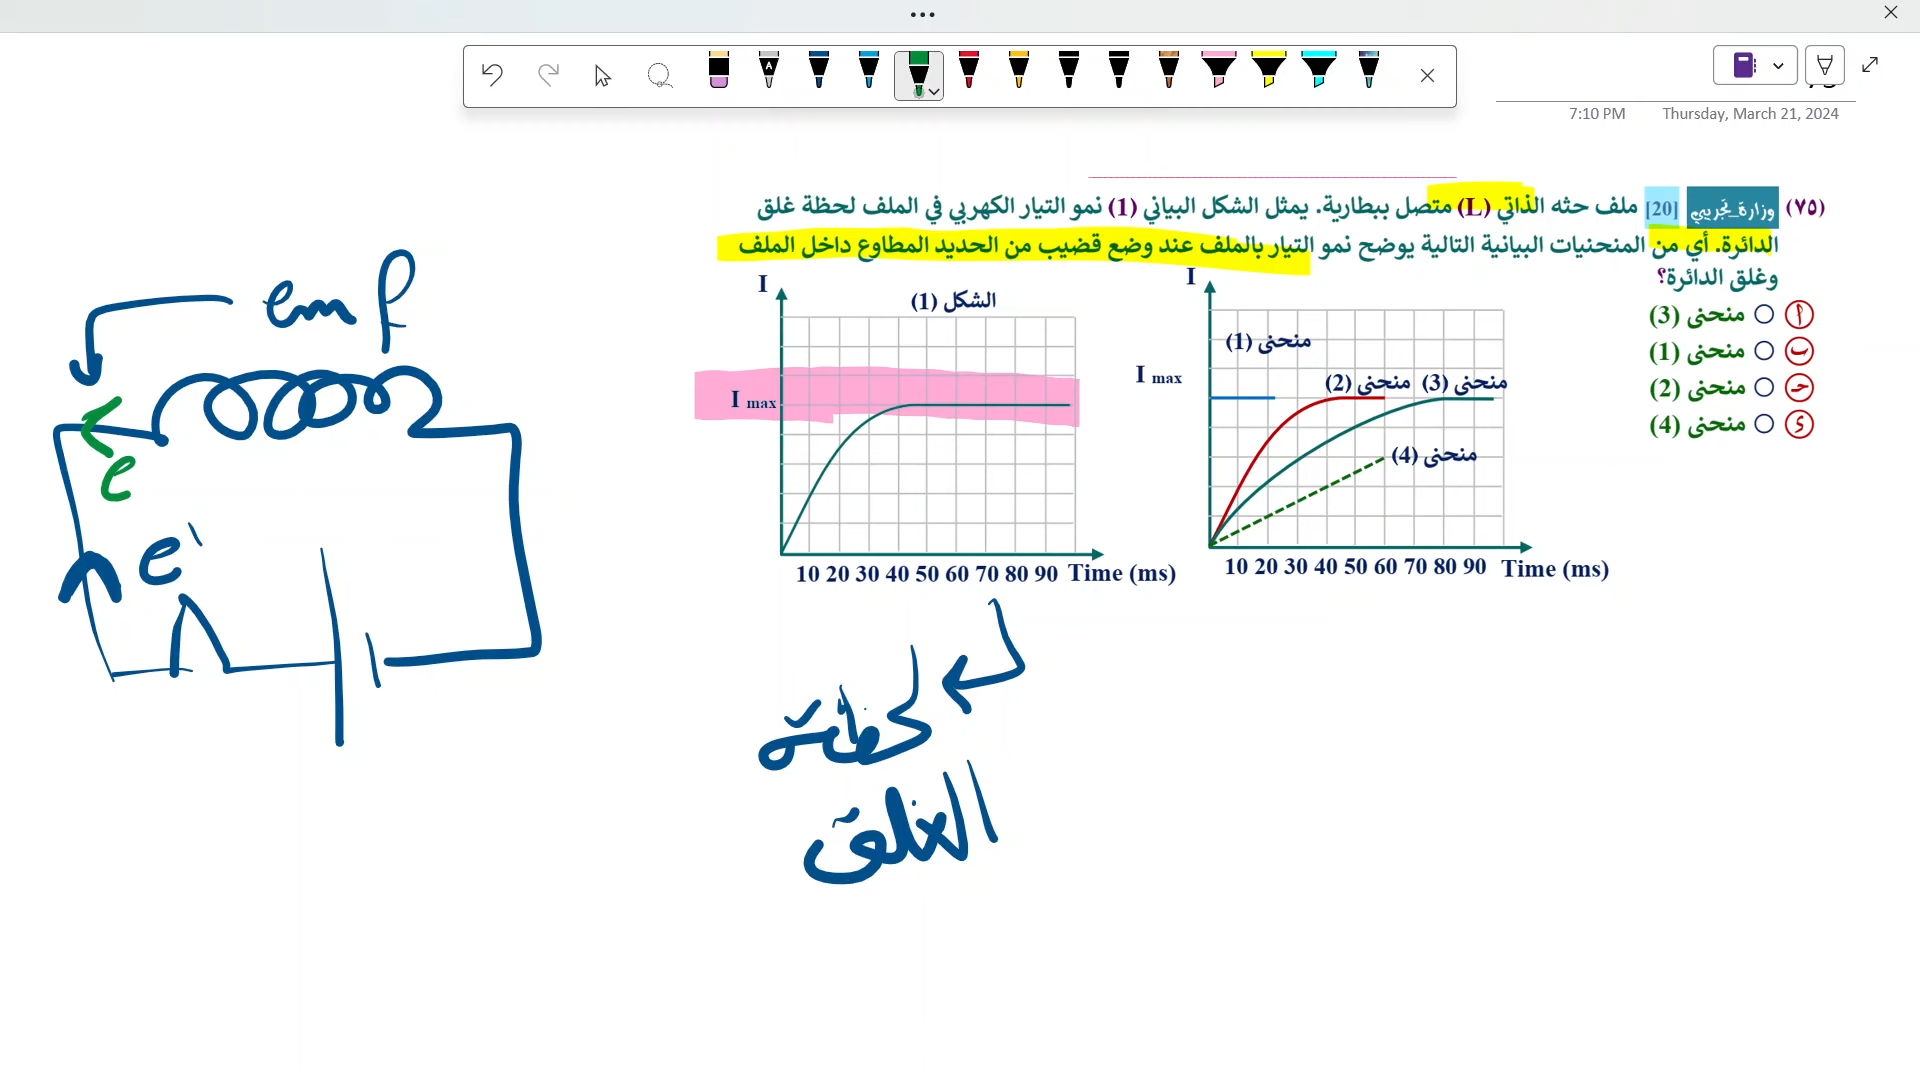 7:10 PM Thursday, March 21, 2024
(٧٥) وزارة_تجريبي [20] ملف حثه الذاتي (L) متصل ببطارية. يمثل الشكل البياني (1) نمو التيار الكهربي في الملف لحظة غلق
الدائرة. أي من المنحنيات البيانية التالية يوضح نمو التيار بالملف عند وضع قضيب من الحديد المطاوع داخل الملف
وغلق الدائرة؟
أ منحنى (3)
ب منحنى (1)
جـ منحنى (2)
د منحنى (4)
I
الشكل (1)
I max
10 20 30 40 50 60 70 80 90 Time (ms)
I
منحنى (1)
I max
منحنى (2) منحنى (3)
منحنى (4)
10 20 30 40 50 60 70 80 90 Time (ms)
emf
e
e'
لحظة
الغلق